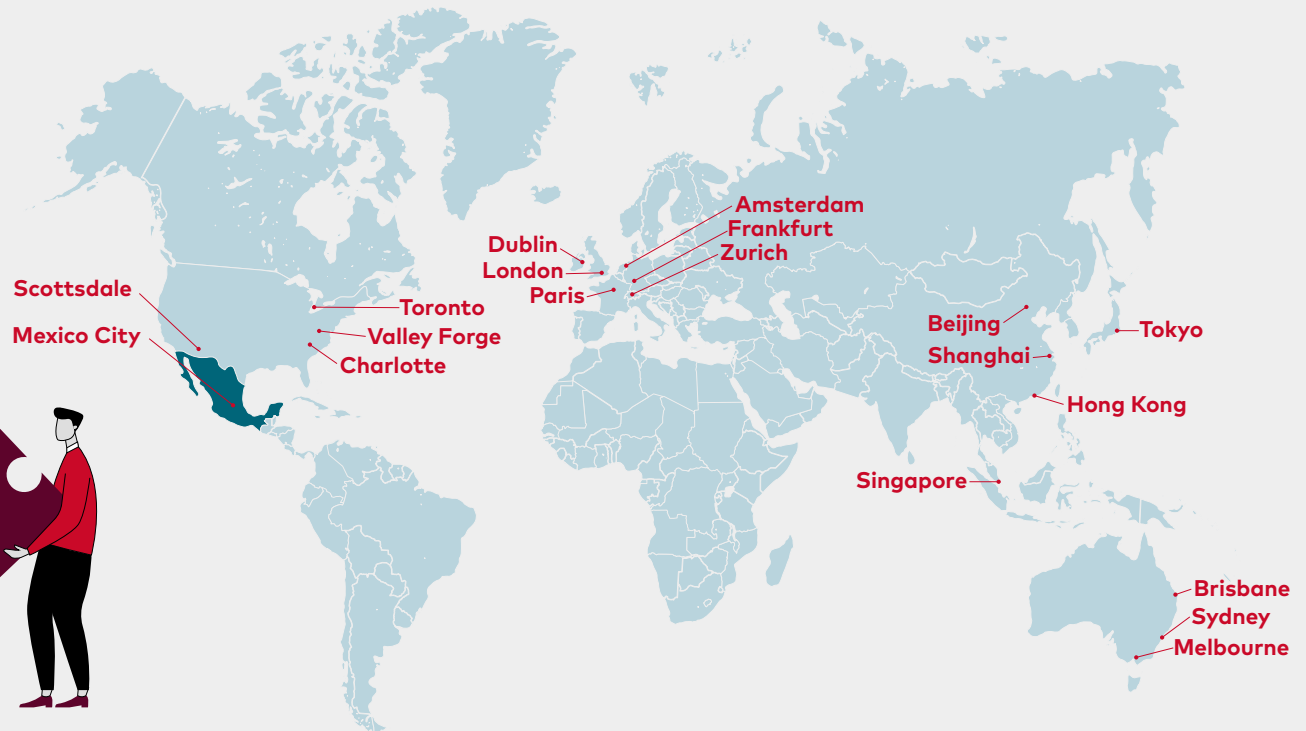 Scottsdale
Mexico City
Toronto
Valley Forge
Charlotte
Dublin
London
Paris
Amsterdam
Frankfurt
Zurich
Beijing
Shanghai
Tokyo
Hong Kong
Singapore
Brisbane
Sydney
Melbourne